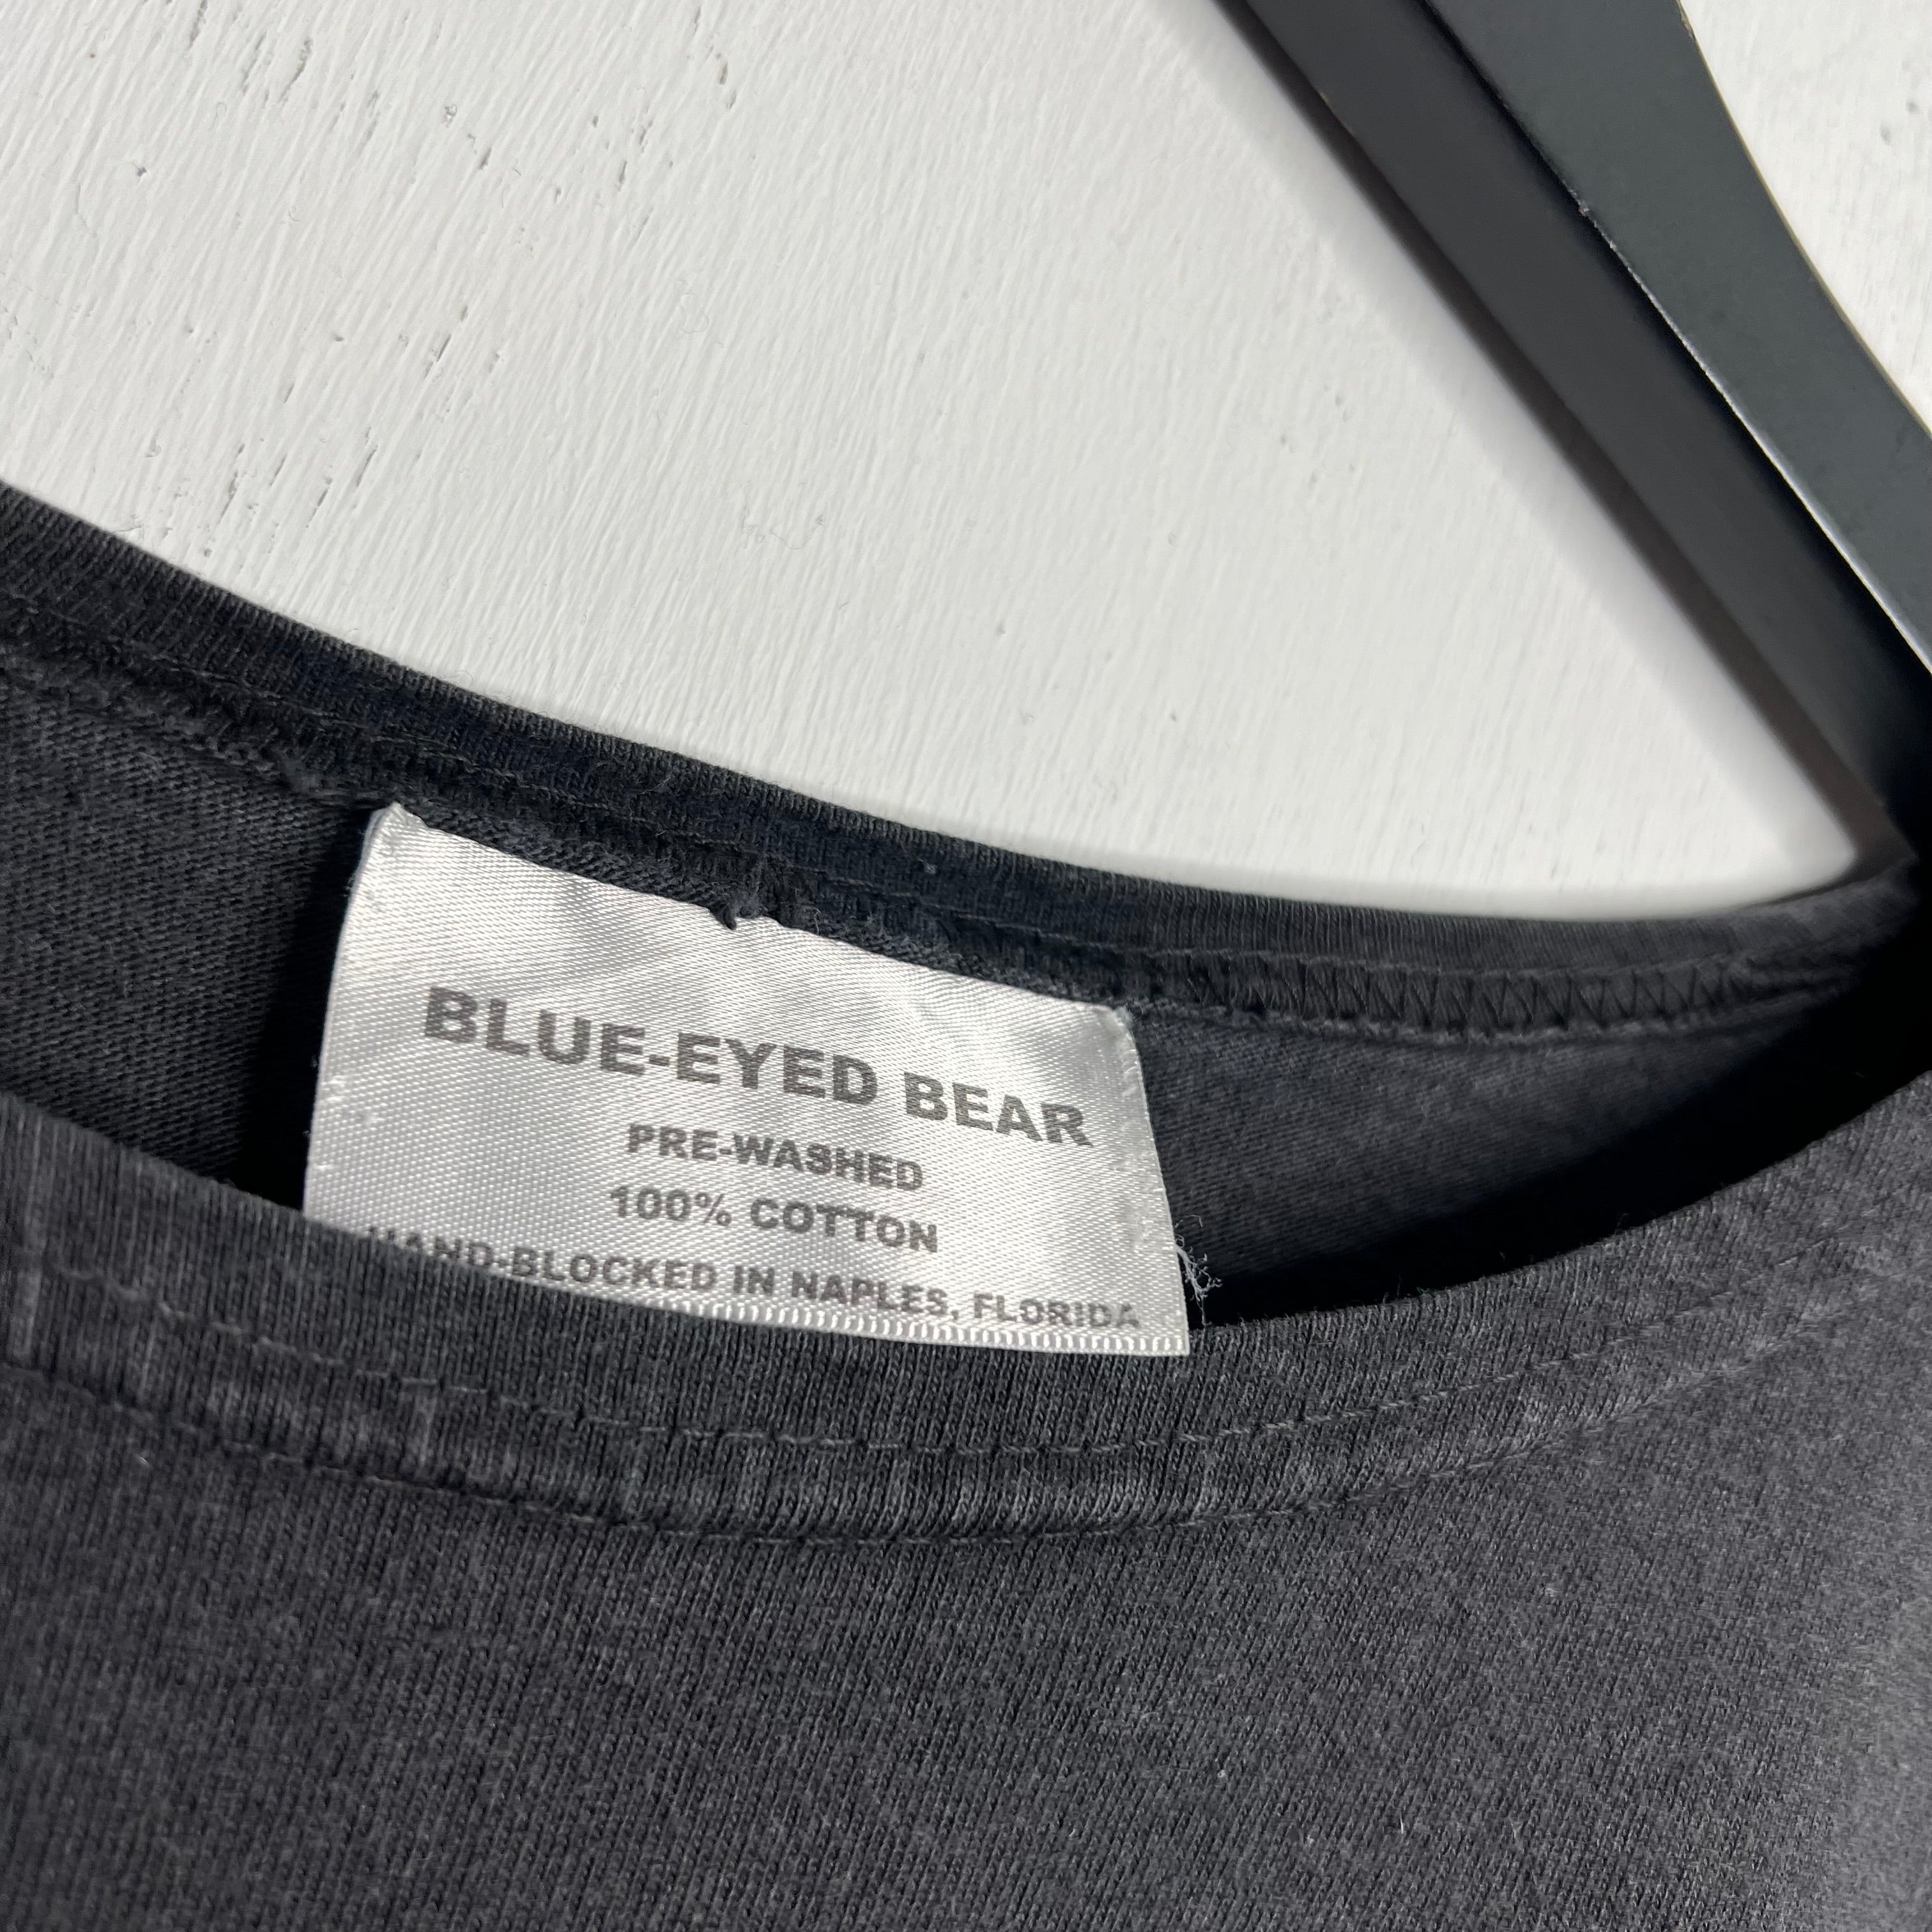 BLUE-EYED BEAR
PRE-WASHED
100% COTTON
HAND-BLOCKED IN NAPLES, FLORIDA